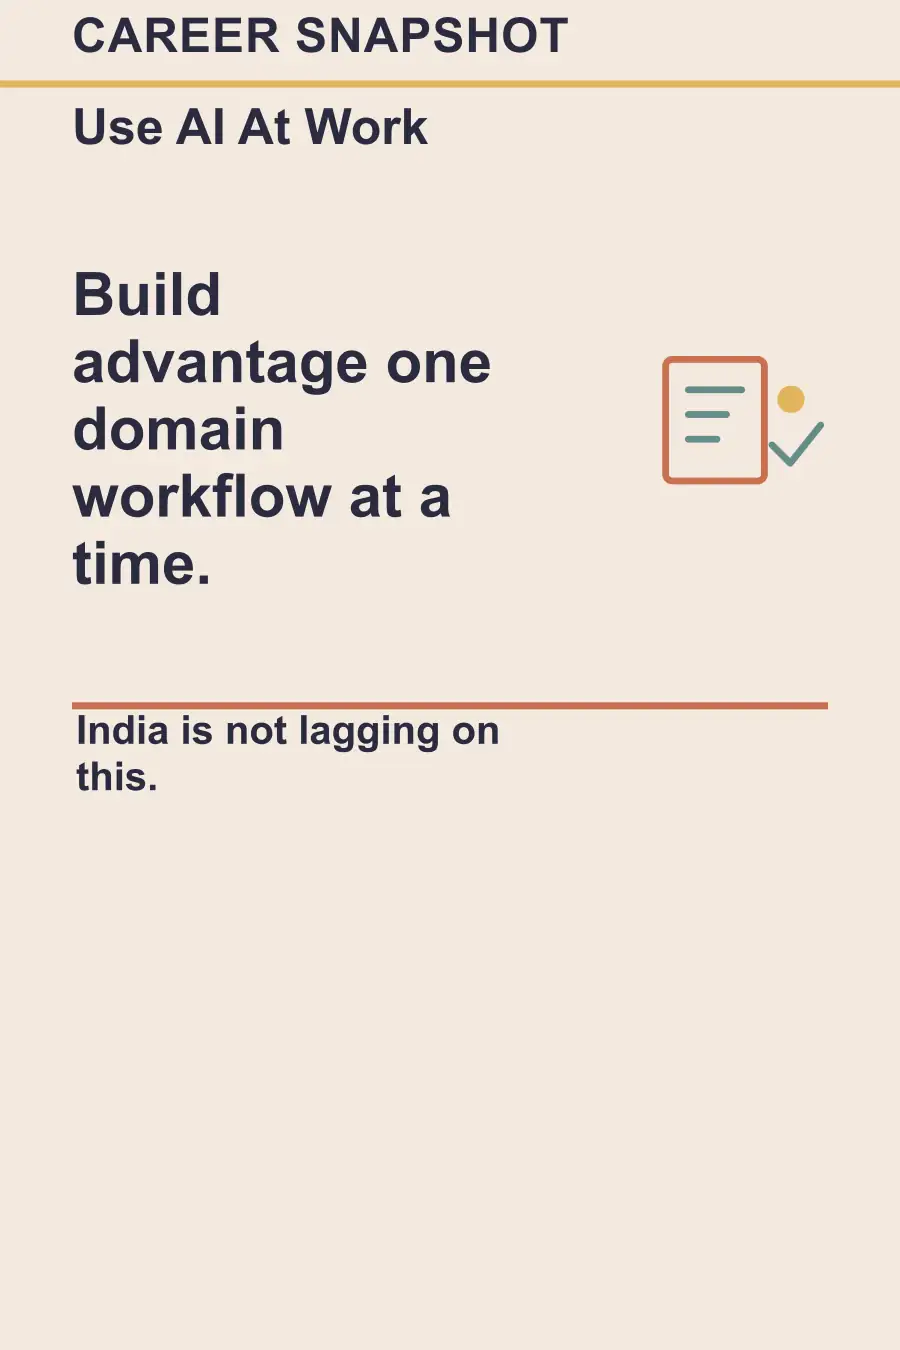 CAREER SNAPSHOT
Use AI At Work
Build
advantage one
domain
workflow at a
time.
India is not lagging on
this.